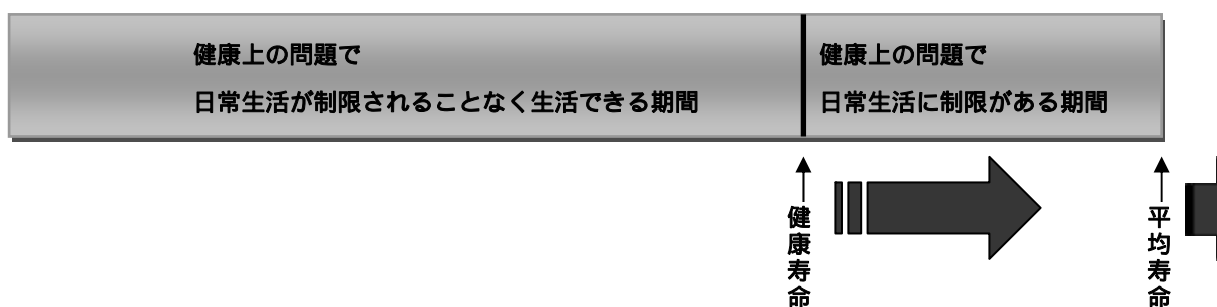 健康上の問題で
日常生活が制限されることなく生活できる期間
健康上の問題で
日常生活に制限がある期間
健康寿命
平均寿命